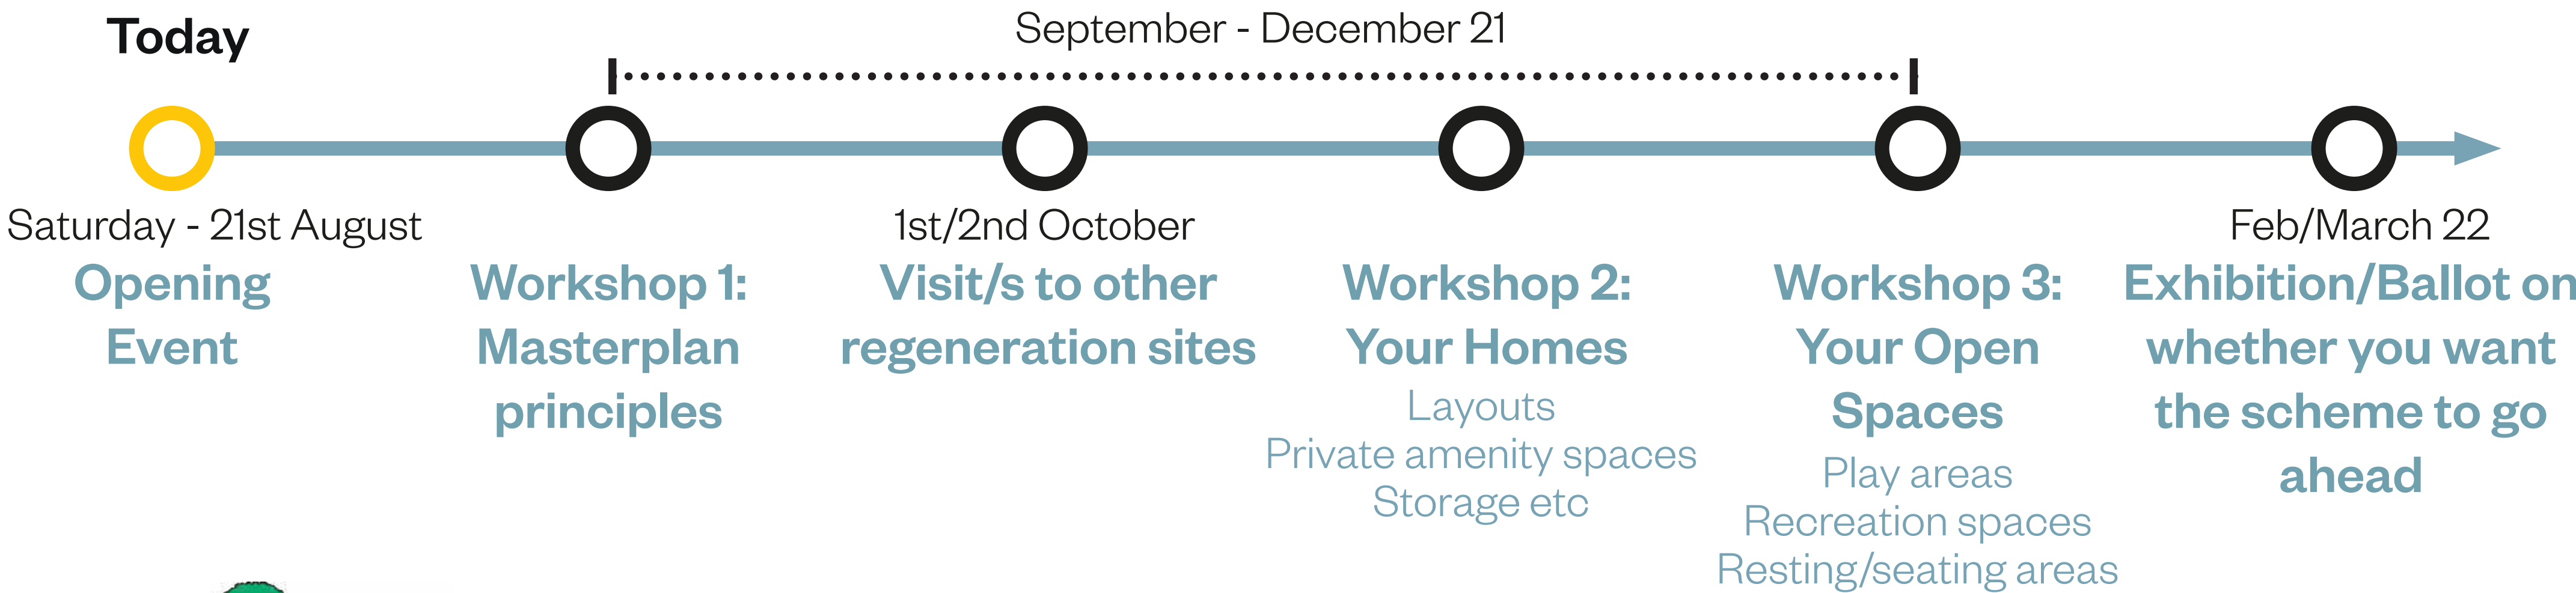 Today
September - December 21
Saturday - 21st August
Opening
Event
Workshop 1:
Masterplan
principles
1st/2nd October
Visit/s to other
regeneration sites
Workshop 2:
Your Homes
Layouts
Private amenity spaces
Storage etc
Workshop 3:
Your Open
Spaces
Play areas
Recreation spaces
Resting/seating areas
Feb/March 22
Exhibition/Ballot on
whether you want
the scheme to go
ahead